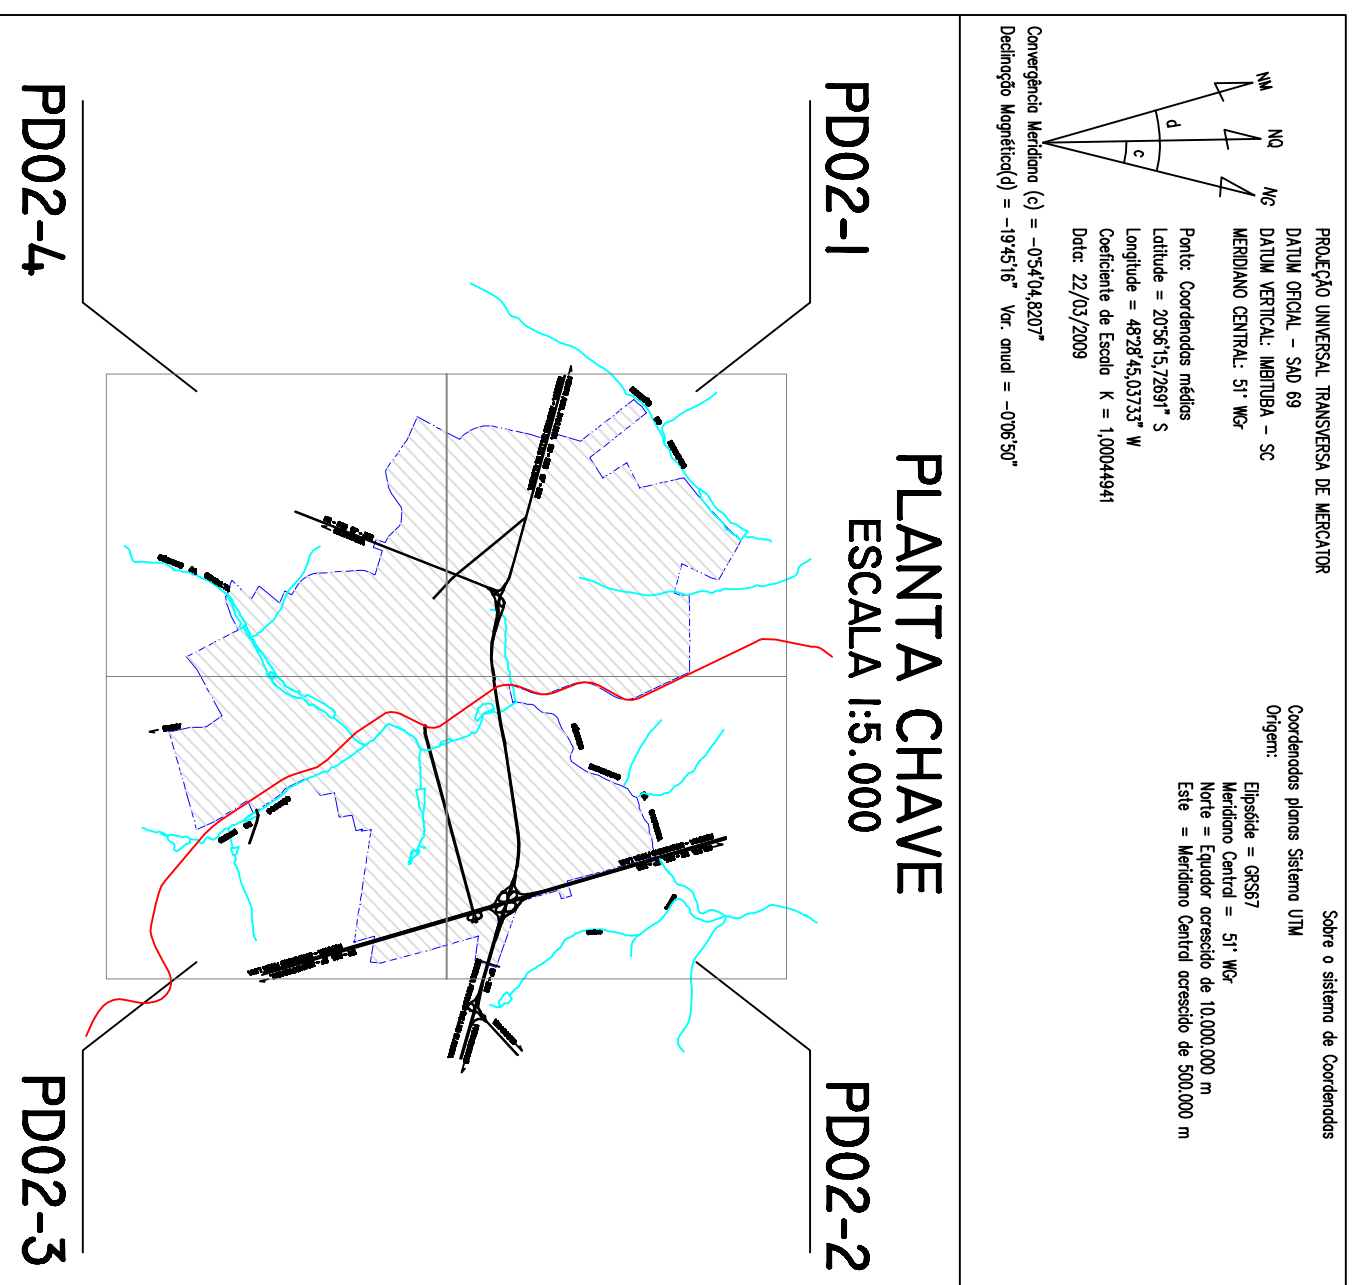 Sobre o sistema de Coordenadas
PROJEÇÃO UNIVERSAL TRANSVERSA DE MERCATOR
DATUM OFICIAL - SAD 69
DATUM VERTICAL: IMBITUBA - SC
MERIDIANO CENTRAL: 51° WGr
Coordenadas planas Sistema UTM
Origem:
Elipsóide = GRS67
Meridiano Central = 51° WGr
Norte = Equador acrescido de 10.000.000 m
Este = Meridiano Central acrescido de 500.000 m
NM
NQ
NG
d
c
Ponto: Coordenadas médias
Latitude = 20°56'15,72691" S
Longitude = 48°28'45,03733" W
Coeficiente de Escala K = 1,00044941
Data: 22/03/2009
Convergência Meridiana (c) = -0°54'04,8207"
Declinação Magnética(d) = -19°45'16" Var. anual = -0°06'50"
PLANTA CHAVE
ESCALA 1:5.000
PD02-1
PD02-2
PD02-4
PD02-3